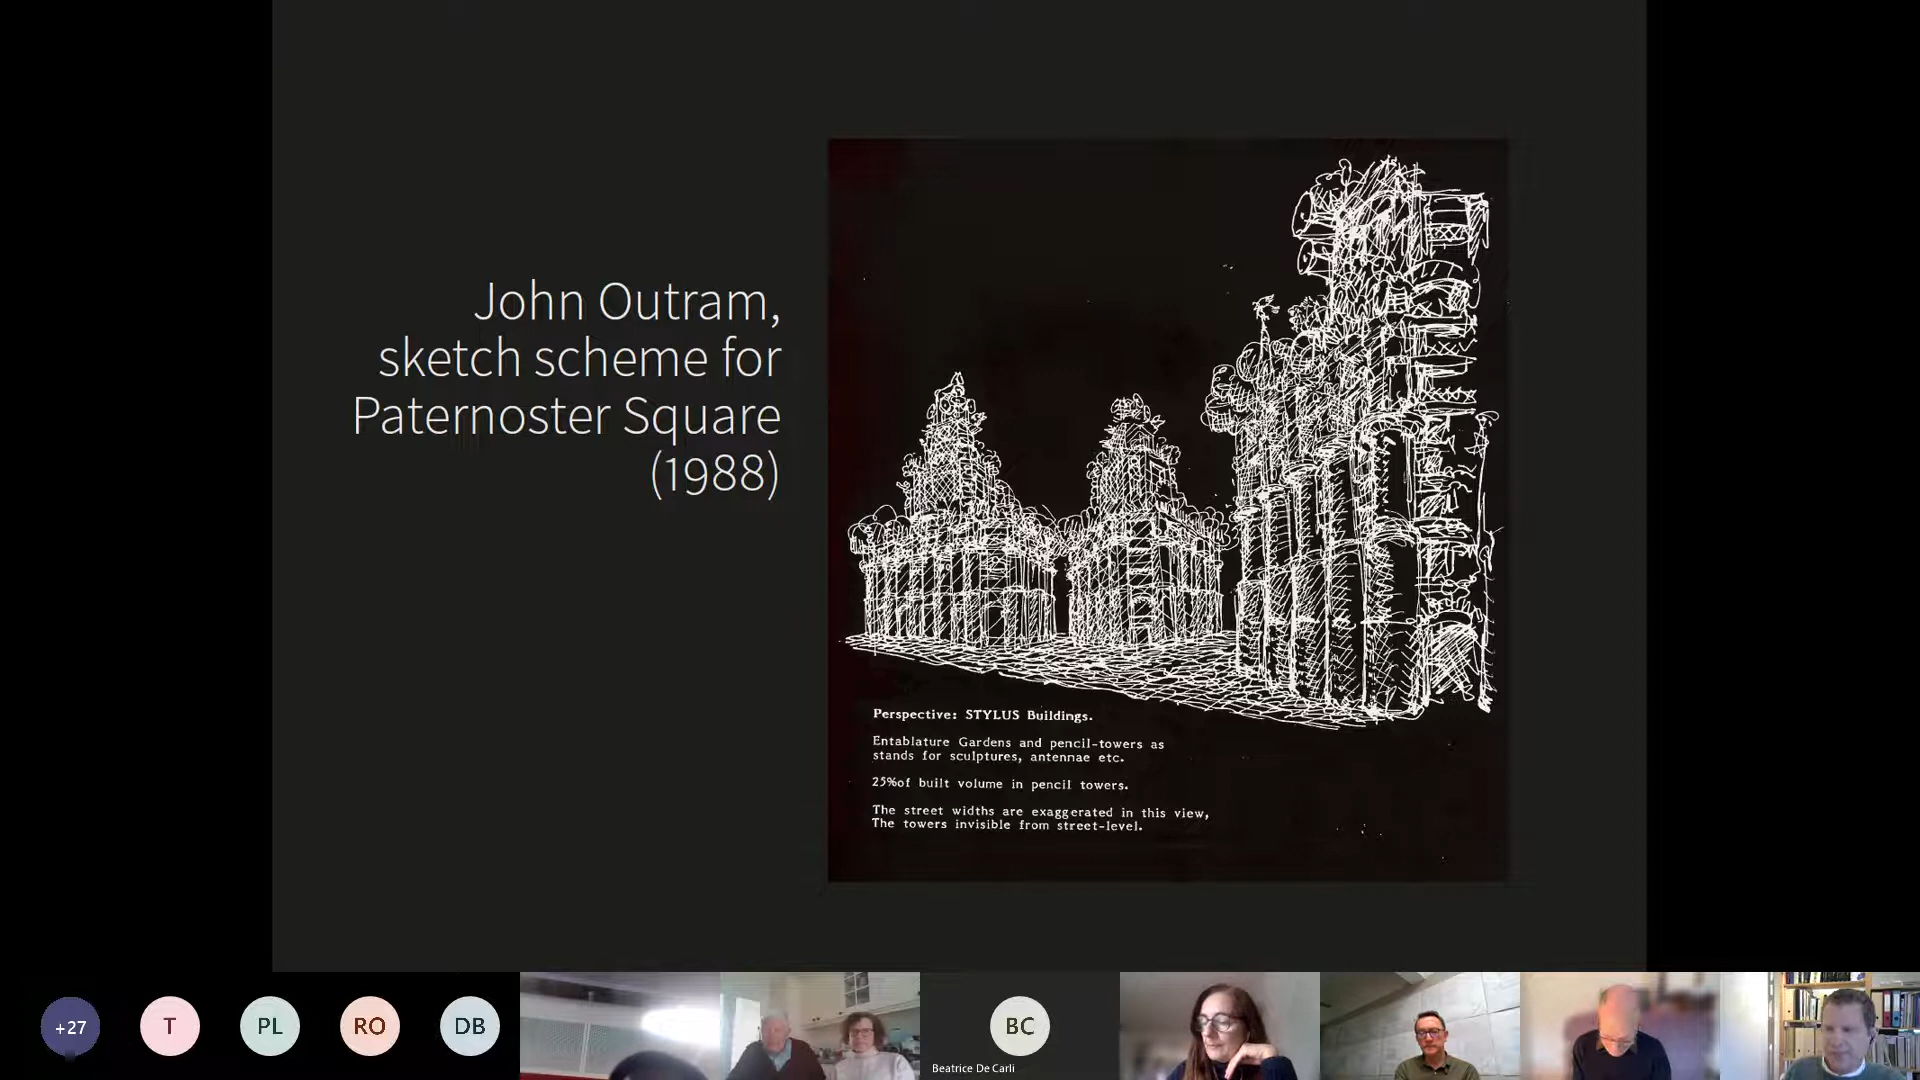 John Outram,
sketch scheme for
Paternoster Square
(1988)
Perspective: STYLUS Buildings.
Entablature Gardens and pencil-towers as
stands for sculptures, antennae etc.
25%of built volume in pencil towers.
The street widths are exaggerated in this view,
The towers invisible from street-level.
+27
T
PL
RO
DB
BC
Beatrice De Carli